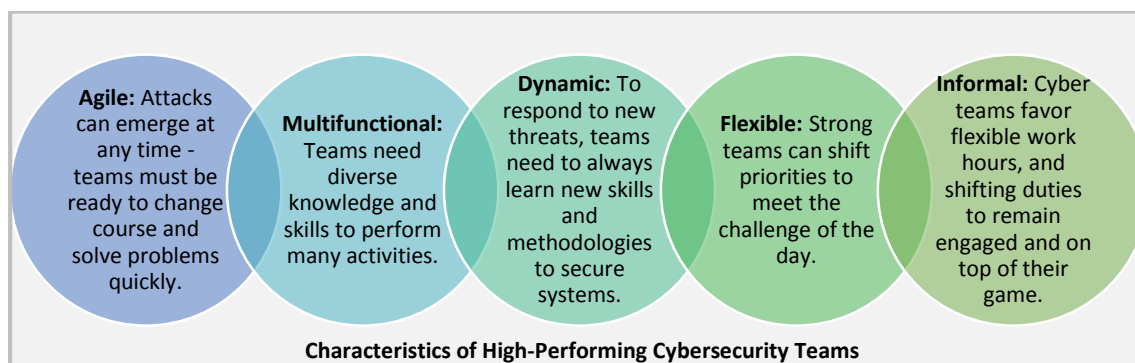 Agile: Attacks
can emerge at
any time -
teams must be
ready to change
course and
solve problems
quickly.
Multifunctional:
Teams need
diverse
knowledge and
skills to perform
many activities.
Dynamic: To
respond to new
threats, teams
need to always
learn new skills
and
methodologies
to secure
systems.
Flexible: Strong
teams can shift
priorities to
meet the
challenge of the
day.
Informal: Cyber
teams favor
flexible work
hours, and
shifting duties
to remain
engaged and on
top of their
game.
Characteristics of High-Performing Cybersecurity Teams